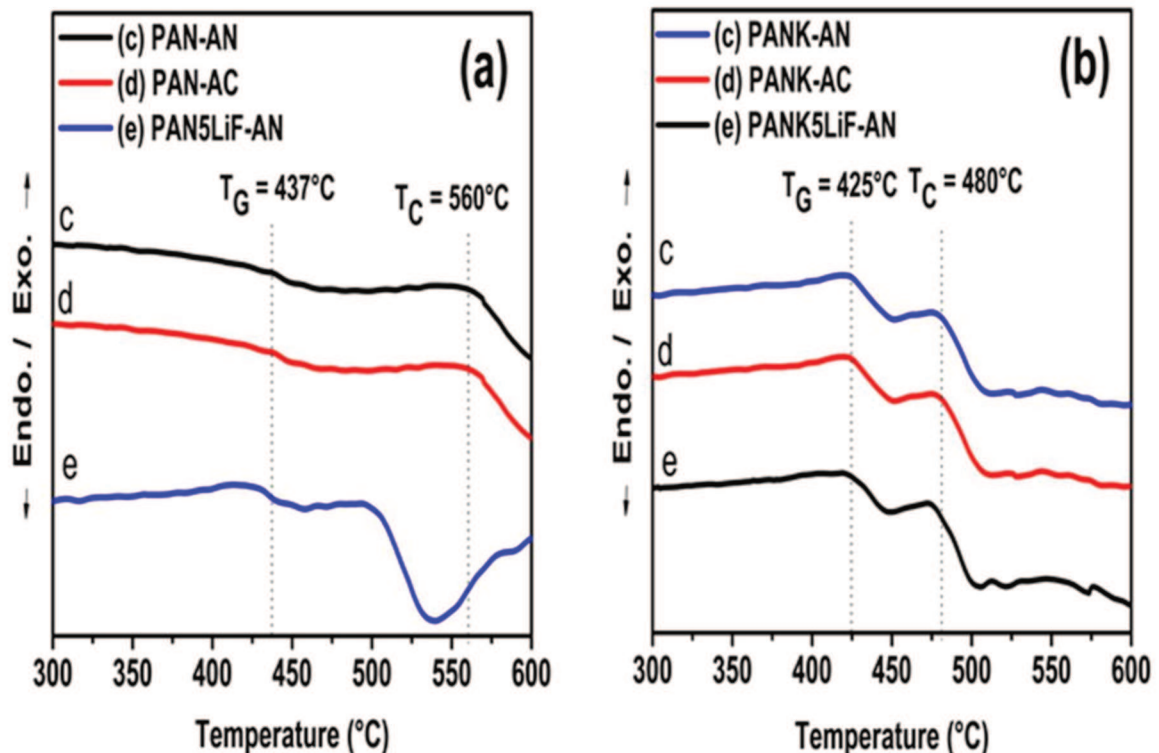 (c) PAN-AN
(d) PAN-AC
(e) PAN5LiF-AN
(a)
TG = 437°C
TC = 560°C
c
d
e
← Endo. / Exo. →
300 350 400 450 500 550 600
Temperature (°C)
(c) PANK-AN
(d) PANK-AC
(e) PANK5LiF-AN
(b)
TG = 425°C
TC = 480°C
c
d
e
← Endo. / Exo. →
300 350 400 450 500 550 600
Temperature (°C)